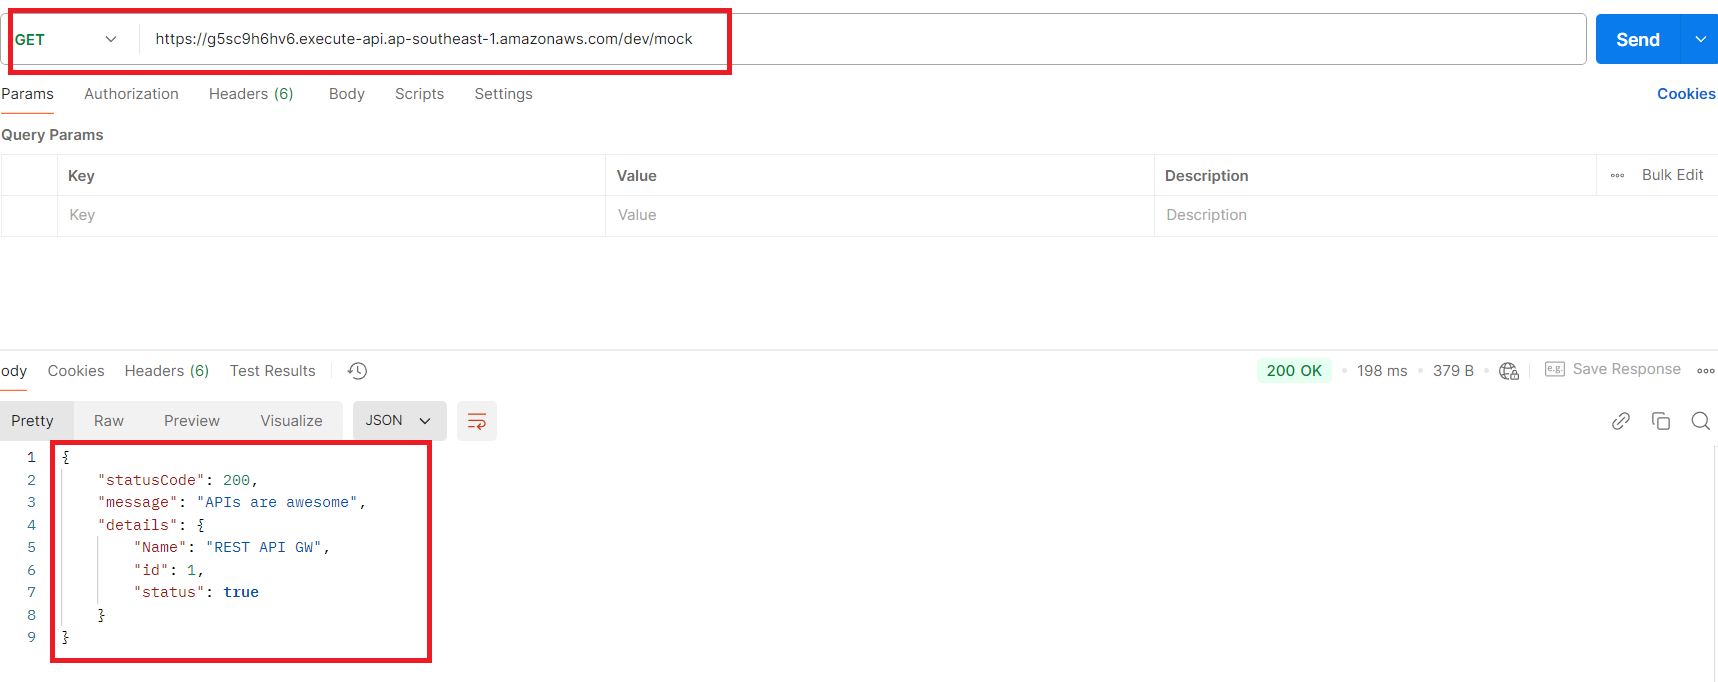 GET https://g5sc9h6hv6.execute-api.ap-southeast-1.amazonaws.com/dev/mock Send
Params Authorization Headers (6) Body Scripts Settings Cookies
Query Params
Key Value Description Bulk Edit
Key Value Description
ody Cookies Headers (6) Test Results 200 OK 198 ms 379 B e.g. Save Response
Pretty Raw Preview Visualize JSON
1 {
2 "statusCode": 200,
3 "message": "APIs are awesome",
4 "details": {
5 "Name": "REST API GW",
6 "id": 1,
7 "status": true
8 }
9 }